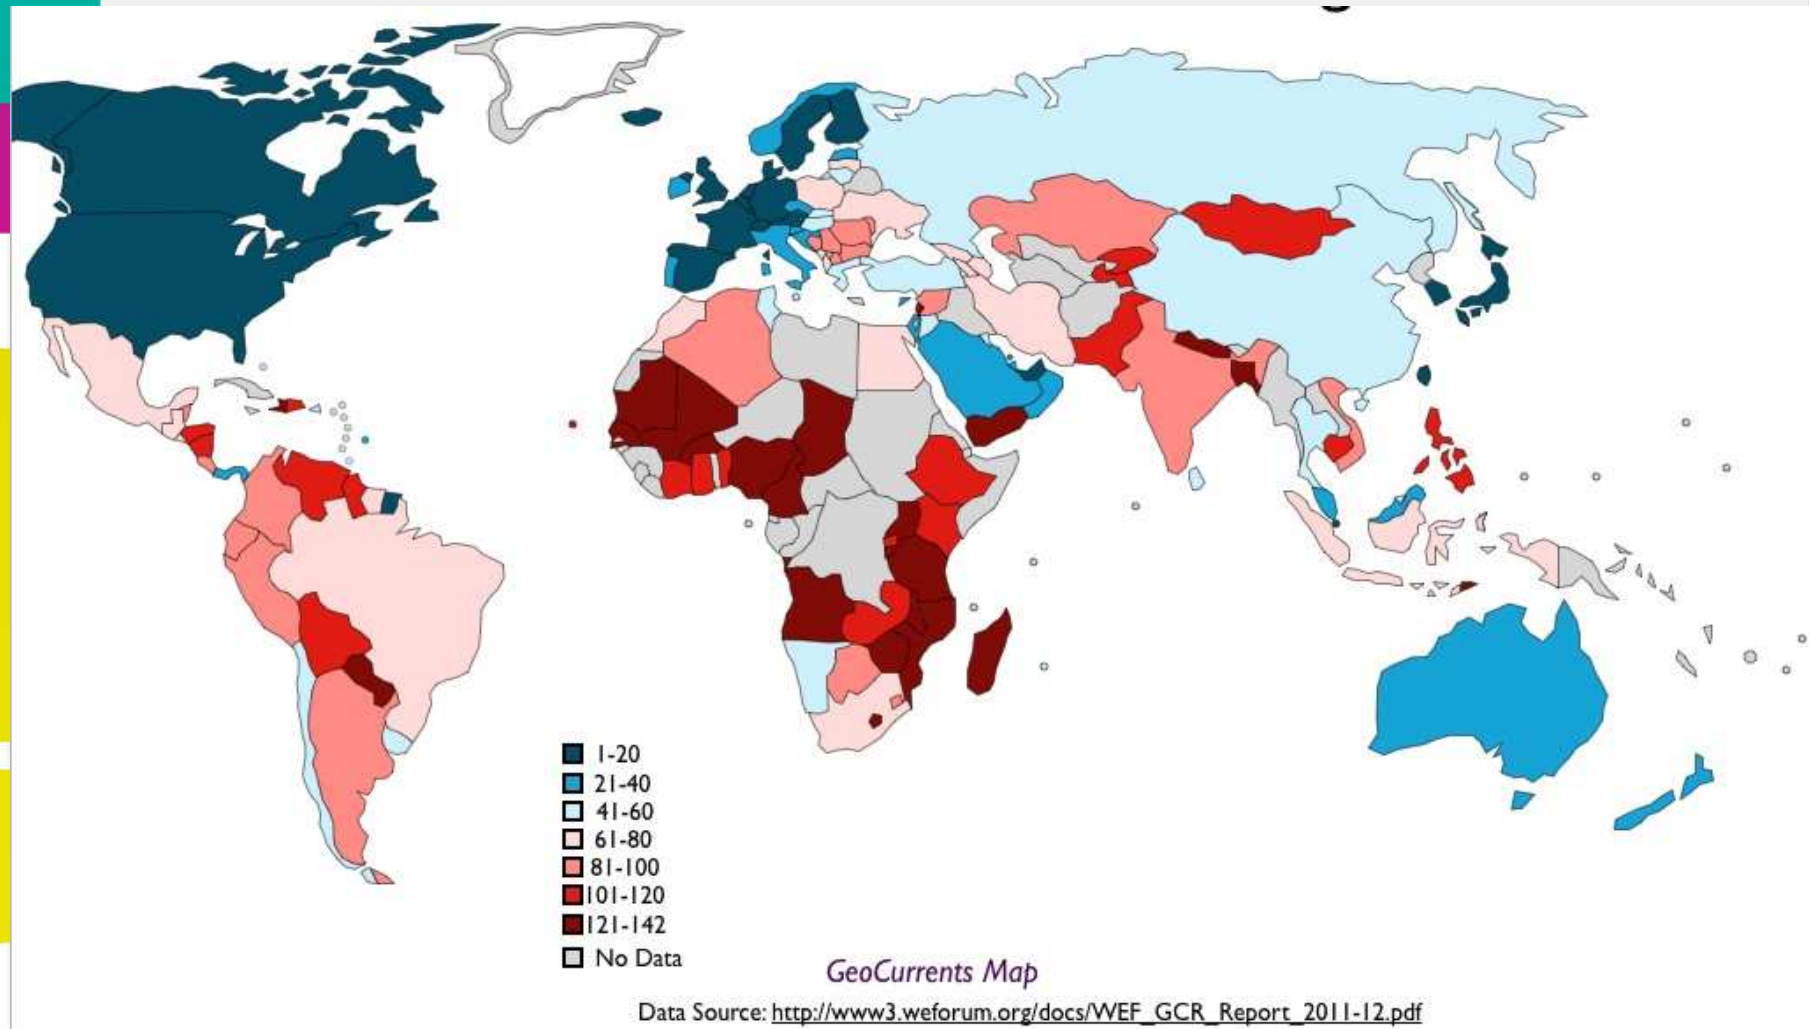 1-20
21-40
41-60
61-80
81-100
101-120
121-142
No Data
GeoCurrents Map
Data Source: http://www3.weforum.org/docs/WEF_GCR_Report_2011-12.pdf